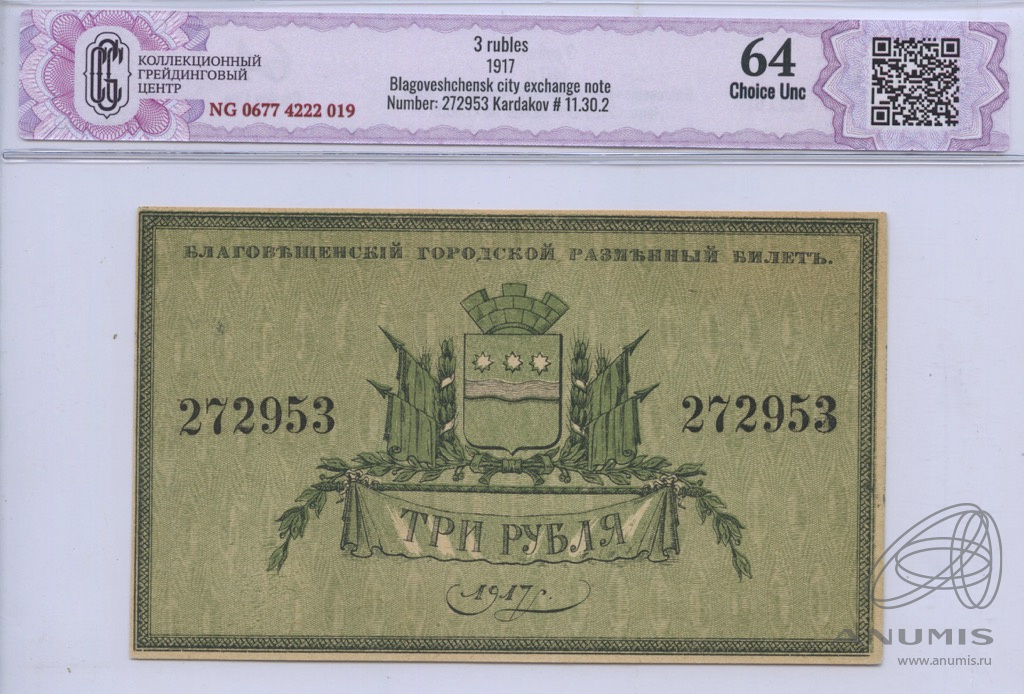 КОЛЛЕКЦИОННЫЙ
ГРЕЙДИНГОВЫЙ
ЦЕНТР
NG 0677 4222 019
3 rubles
1917
Blagoveshchensk city exchange note
Number: 272953 Kardakov # 11.30.2
64
Choice Unc
БЛАГОВѢЩЕНСКІЙ ГОРОДСКОЙ РАЗМѢННЫЙ БИЛЕТЪ.
272953 272953
ТРИ РУБЛЯ
1917 г.
ANUMIS
www.anumis.ru